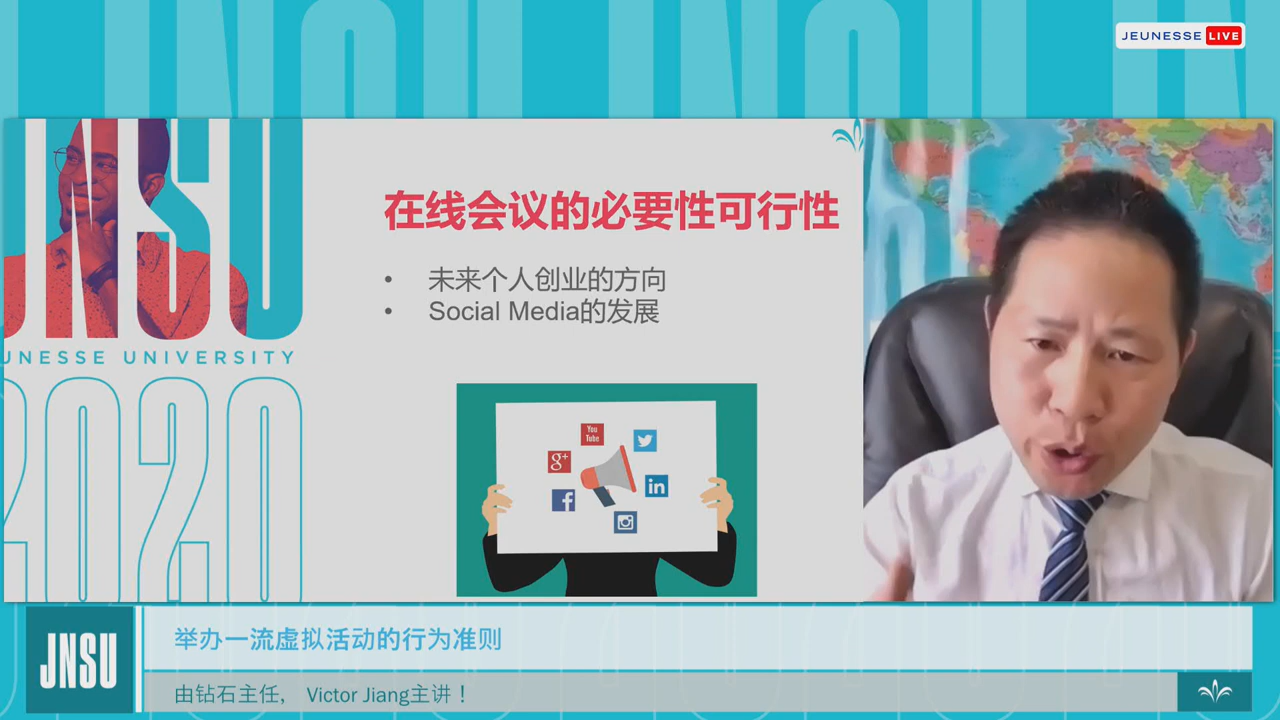 JEUNESSE LIVE
JNSU
UNESSE UNIVERSITY
2020
在线会议的必要性可行性
• 未来个人创业的方向
• Social Media的发展
You Tube
g+
f
in
JNSU
举办一流虚拟活动的行为准则
由钻石主任, Victor Jiang主讲！